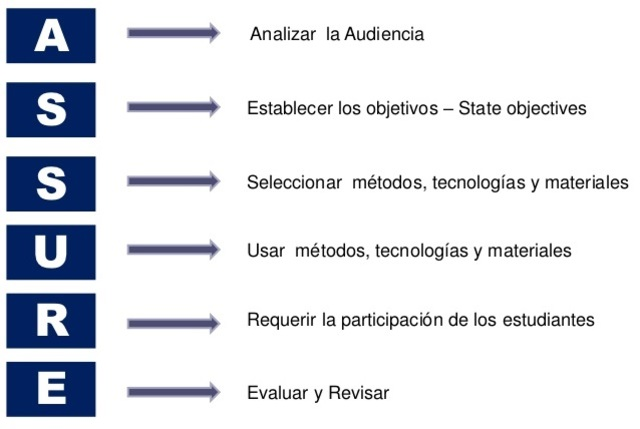 A Analizar la Audiencia
S Establecer los objetivos – State objectives
S Seleccionar métodos, tecnologías y materiales
U Usar métodos, tecnologías y materiales
R Requerir la participación de los estudiantes
E Evaluar y Revisar